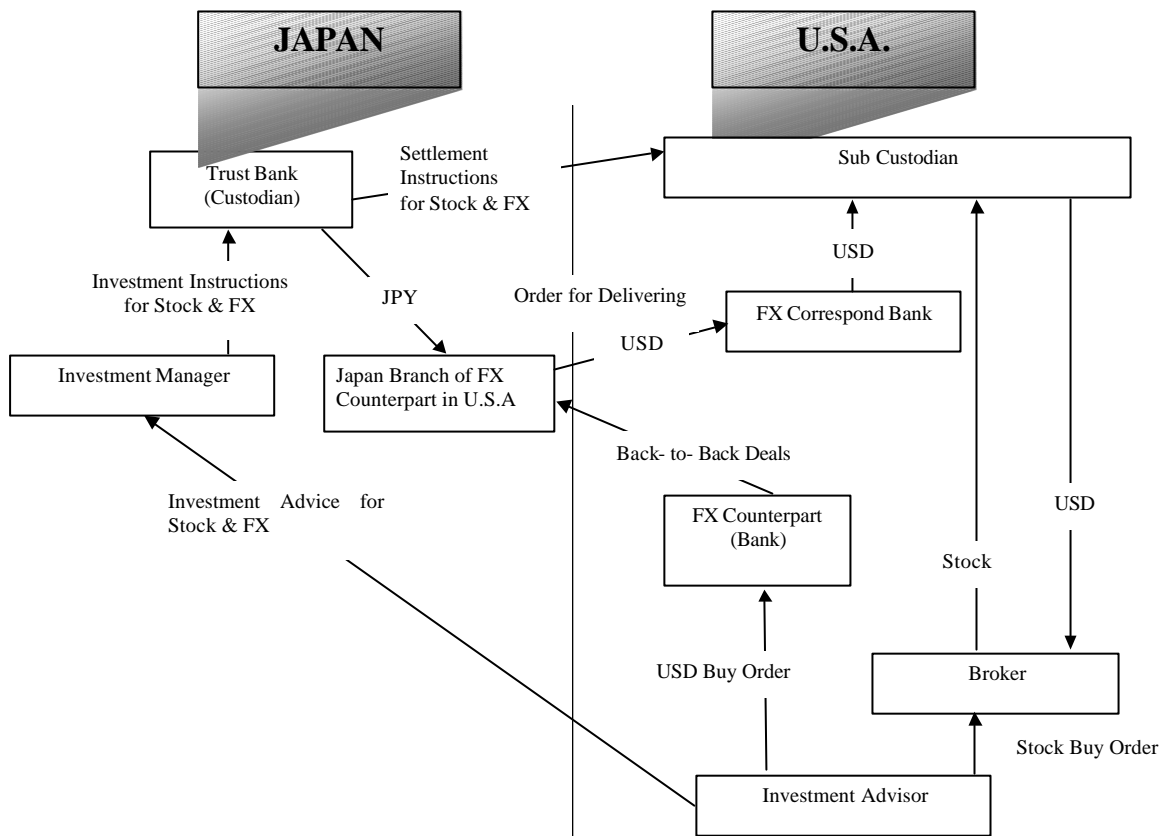 JAPAN
U.S.A.
Trust Bank
(Custodian)
Settlement
Instructions
for Stock & FX
Sub Custodian
Investment Instructions
for Stock & FX
JPY
Order for Delivering
USD
USD
FX Correspond Bank
Investment Manager
Japan Branch of FX
Counterpart in U.S.A
Back- to- Back Deals
Investment Advice for
Stock & FX
FX Counterpart
(Bank)
Stock
USD
USD Buy Order
Broker
Stock Buy Order
Investment Advisor